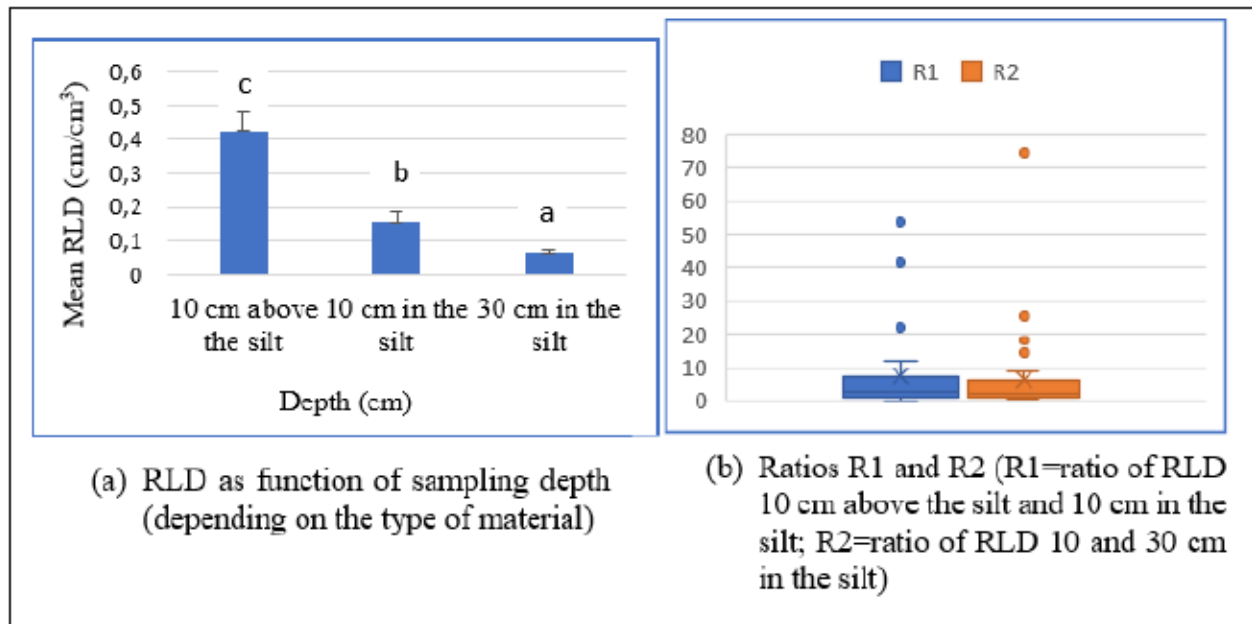 Mean RLD (cm/cm³)
0,6
0,5
0,4
0,3
0,2
0,1
0
c
b
a
10 cm above 10 cm in the 30 cm in the
the silt silt silt
Depth (cm)
(a) RLD as function of sampling depth
(depending on the type of material)
R1 R2
80
70
60
50
40
30
20
10
0
(b) Ratios R1 and R2 (R1=ratio of RLD
10 cm above the silt and 10 cm in the
silt; R2=ratio of RLD 10 and 30 cm
in the silt)